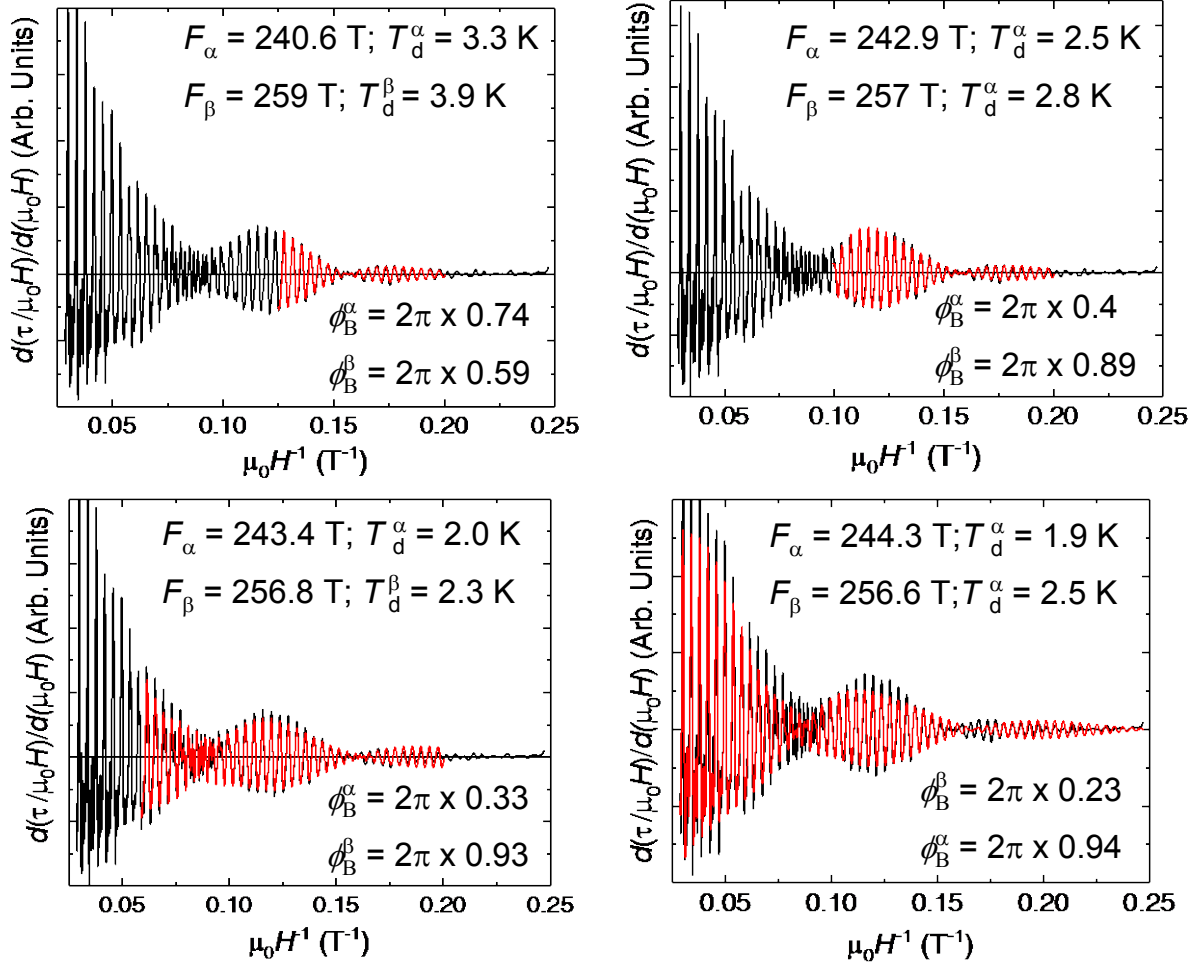 F_α = 240.6 T; T_d^α = 3.3 K
F_β = 259 T; T_d^β = 3.9 K
d(τ/μ₀H)/d(μ₀H) (Arb. Units)
ϕ_B^α = 2π x 0.74
ϕ_B^β = 2π x 0.59
0.05 0.10 0.15 0.20 0.25
μ₀H⁻¹ (T⁻¹)
F_α = 242.9 T; T_d^α = 2.5 K
F_β = 257 T; T_d^α = 2.8 K
d(τ/μ₀H)/d(μ₀H) (Arb. Units)
ϕ_B^α = 2π x 0.4
ϕ_B^β = 2π x 0.89
0.05 0.10 0.15 0.20 0.25
μ₀H⁻¹ (T⁻¹)
F_α = 243.4 T; T_d^α = 2.0 K
F_β = 256.8 T; T_d^β = 2.3 K
d(τ/μ₀H)/d(μ₀H) (Arb. Units)
ϕ_B^α = 2π x 0.33
ϕ_B^β = 2π x 0.93
0.05 0.10 0.15 0.20 0.25
μ₀H⁻¹ (T⁻¹)
F_α = 244.3 T; T_d^α = 1.9 K
F_β = 256.6 T; T_d^α = 2.5 K
d(τ/μ₀H)/d(μ₀H) (Arb. Units)
ϕ_B^β = 2π x 0.23
ϕ_B^α = 2π x 0.94
0.05 0.10 0.15 0.20 0.25
μ₀H⁻¹ (T⁻¹)